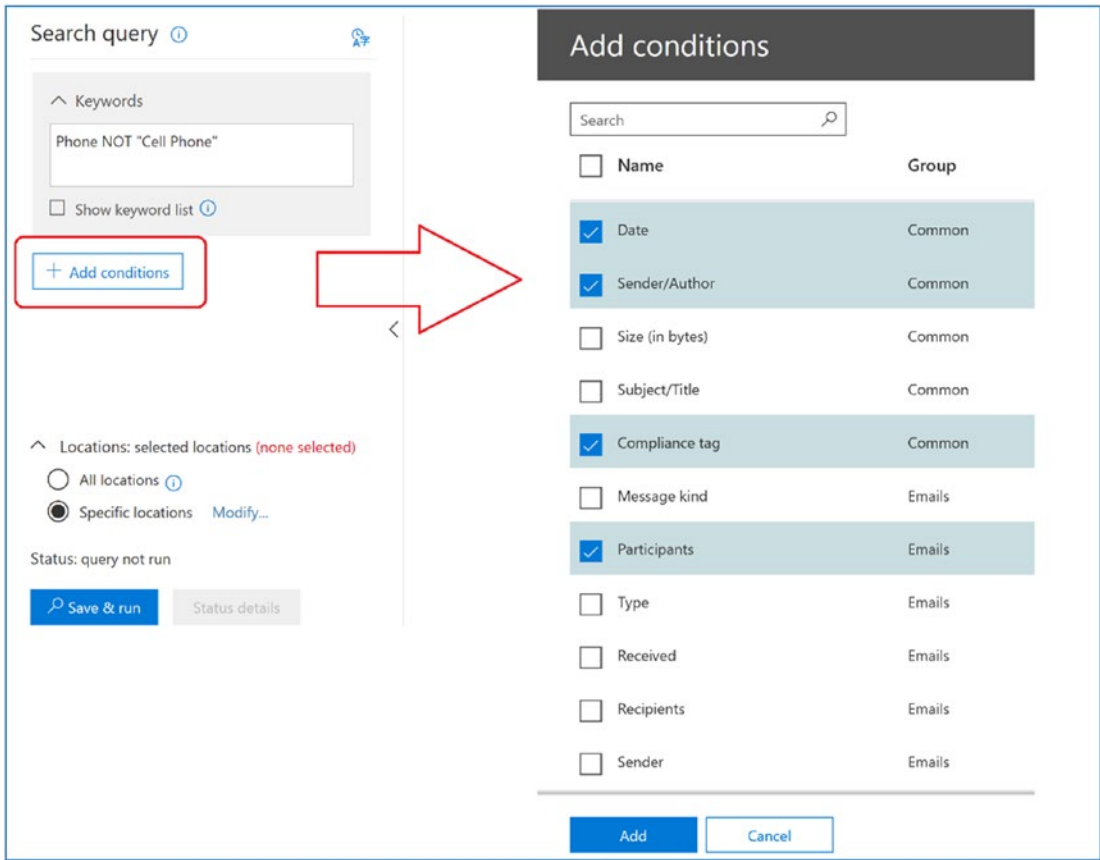 Search query
Keywords
Phone NOT "Cell Phone"
Show keyword list
+ Add conditions
Locations: selected locations (none selected)
All locations
Specific locations Modify...
Status: query not run
Save & run Status details
Add conditions
Search
Name Group
Date Common
Sender/Author Common
Size (in bytes) Common
Subject/Title Common
Compliance tag Common
Message kind Emails
Participants Emails
Type Emails
Received Emails
Recipients Emails
Sender Emails
Add Cancel